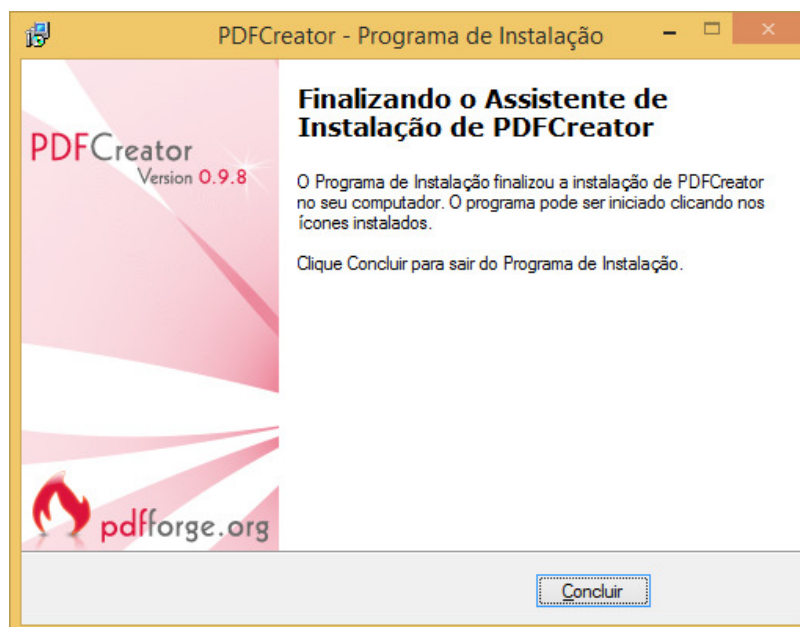 PDFCreator - Programa de Instalação
PDFCreator
Version 0.9.8
Finalizando o Assistente de
Instalação de PDFCreator
O Programa de Instalação finalizou a instalação de PDFCreator
no seu computador. O programa pode ser iniciado clicando nos
ícones instalados.
Clique Concluir para sair do Programa de Instalação.
pdfforge.org
Concluir